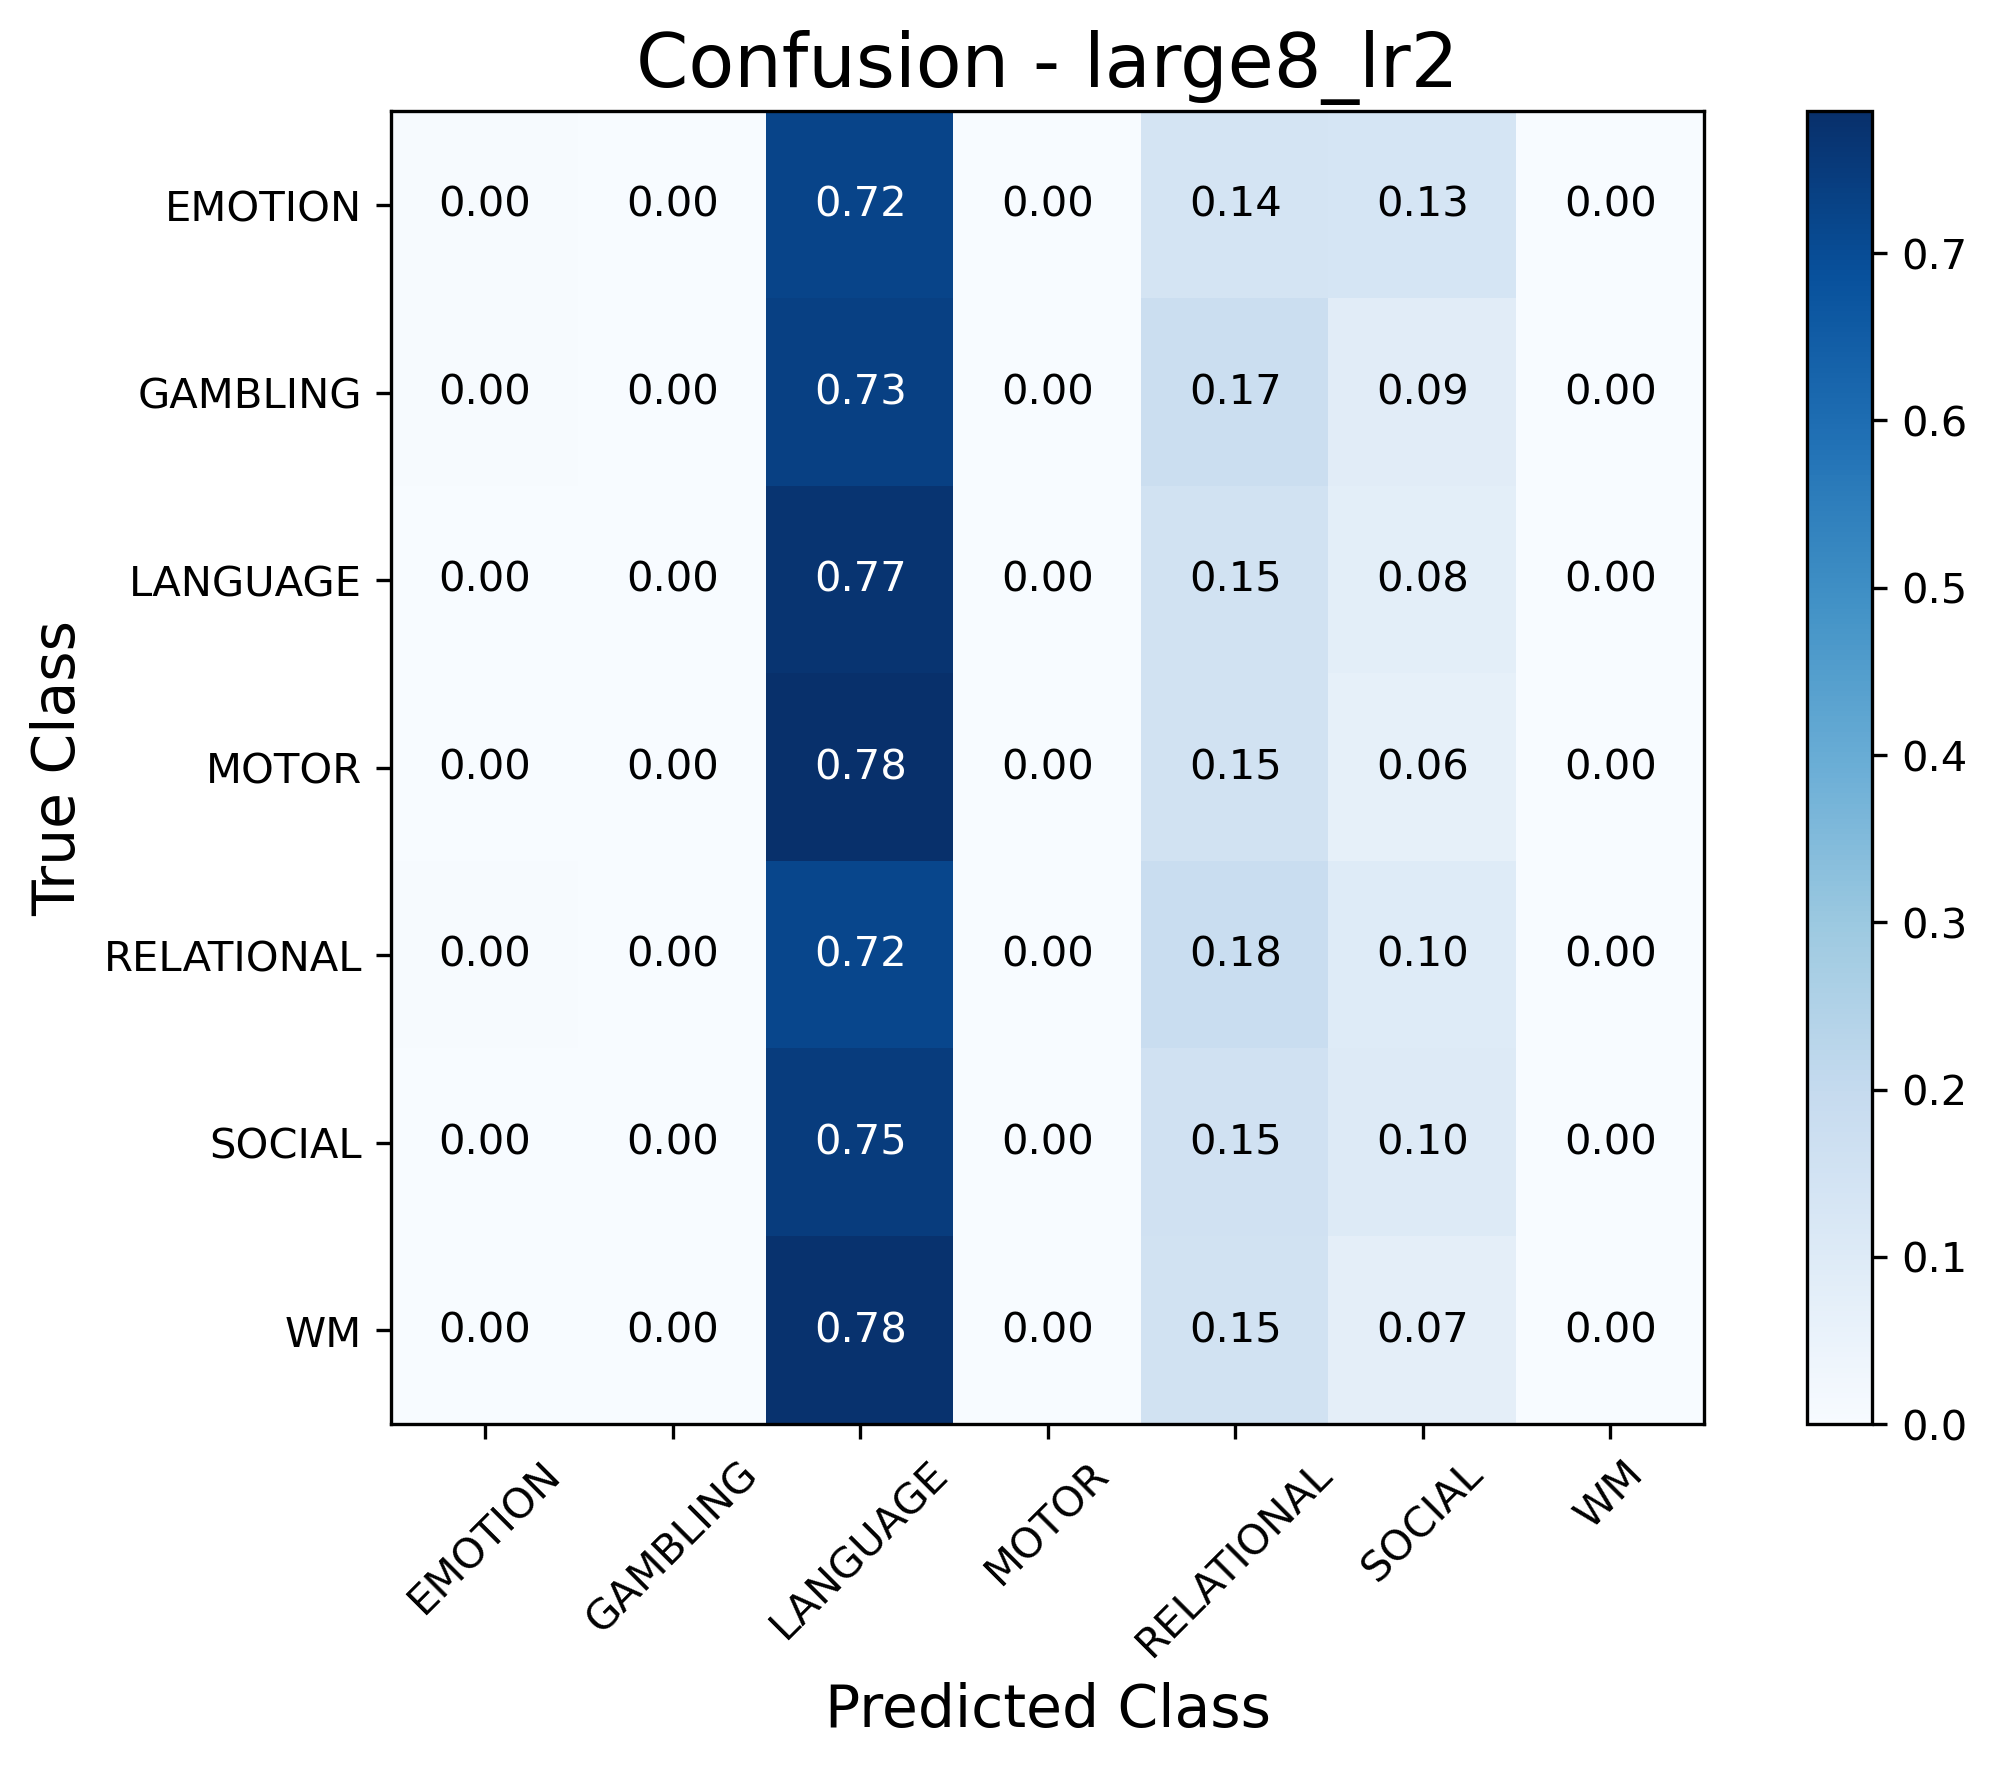 Confusion - large8_lr2
True Class
EMOTION 0.00 0.00 0.72 0.00 0.14 0.13 0.00
GAMBLING 0.00 0.00 0.73 0.00 0.17 0.09 0.00
LANGUAGE 0.00 0.00 0.77 0.00 0.15 0.08 0.00
MOTOR 0.00 0.00 0.78 0.00 0.15 0.06 0.00
RELATIONAL 0.00 0.00 0.72 0.00 0.18 0.10 0.00
SOCIAL 0.00 0.00 0.75 0.00 0.15 0.10 0.00
WM 0.00 0.00 0.78 0.00 0.15 0.07 0.00
EMOTION GAMBLING LANGUAGE MOTOR RELATIONAL SOCIAL WM
Predicted Class
0.7
0.6
0.5
0.4
0.3
0.2
0.1
0.0